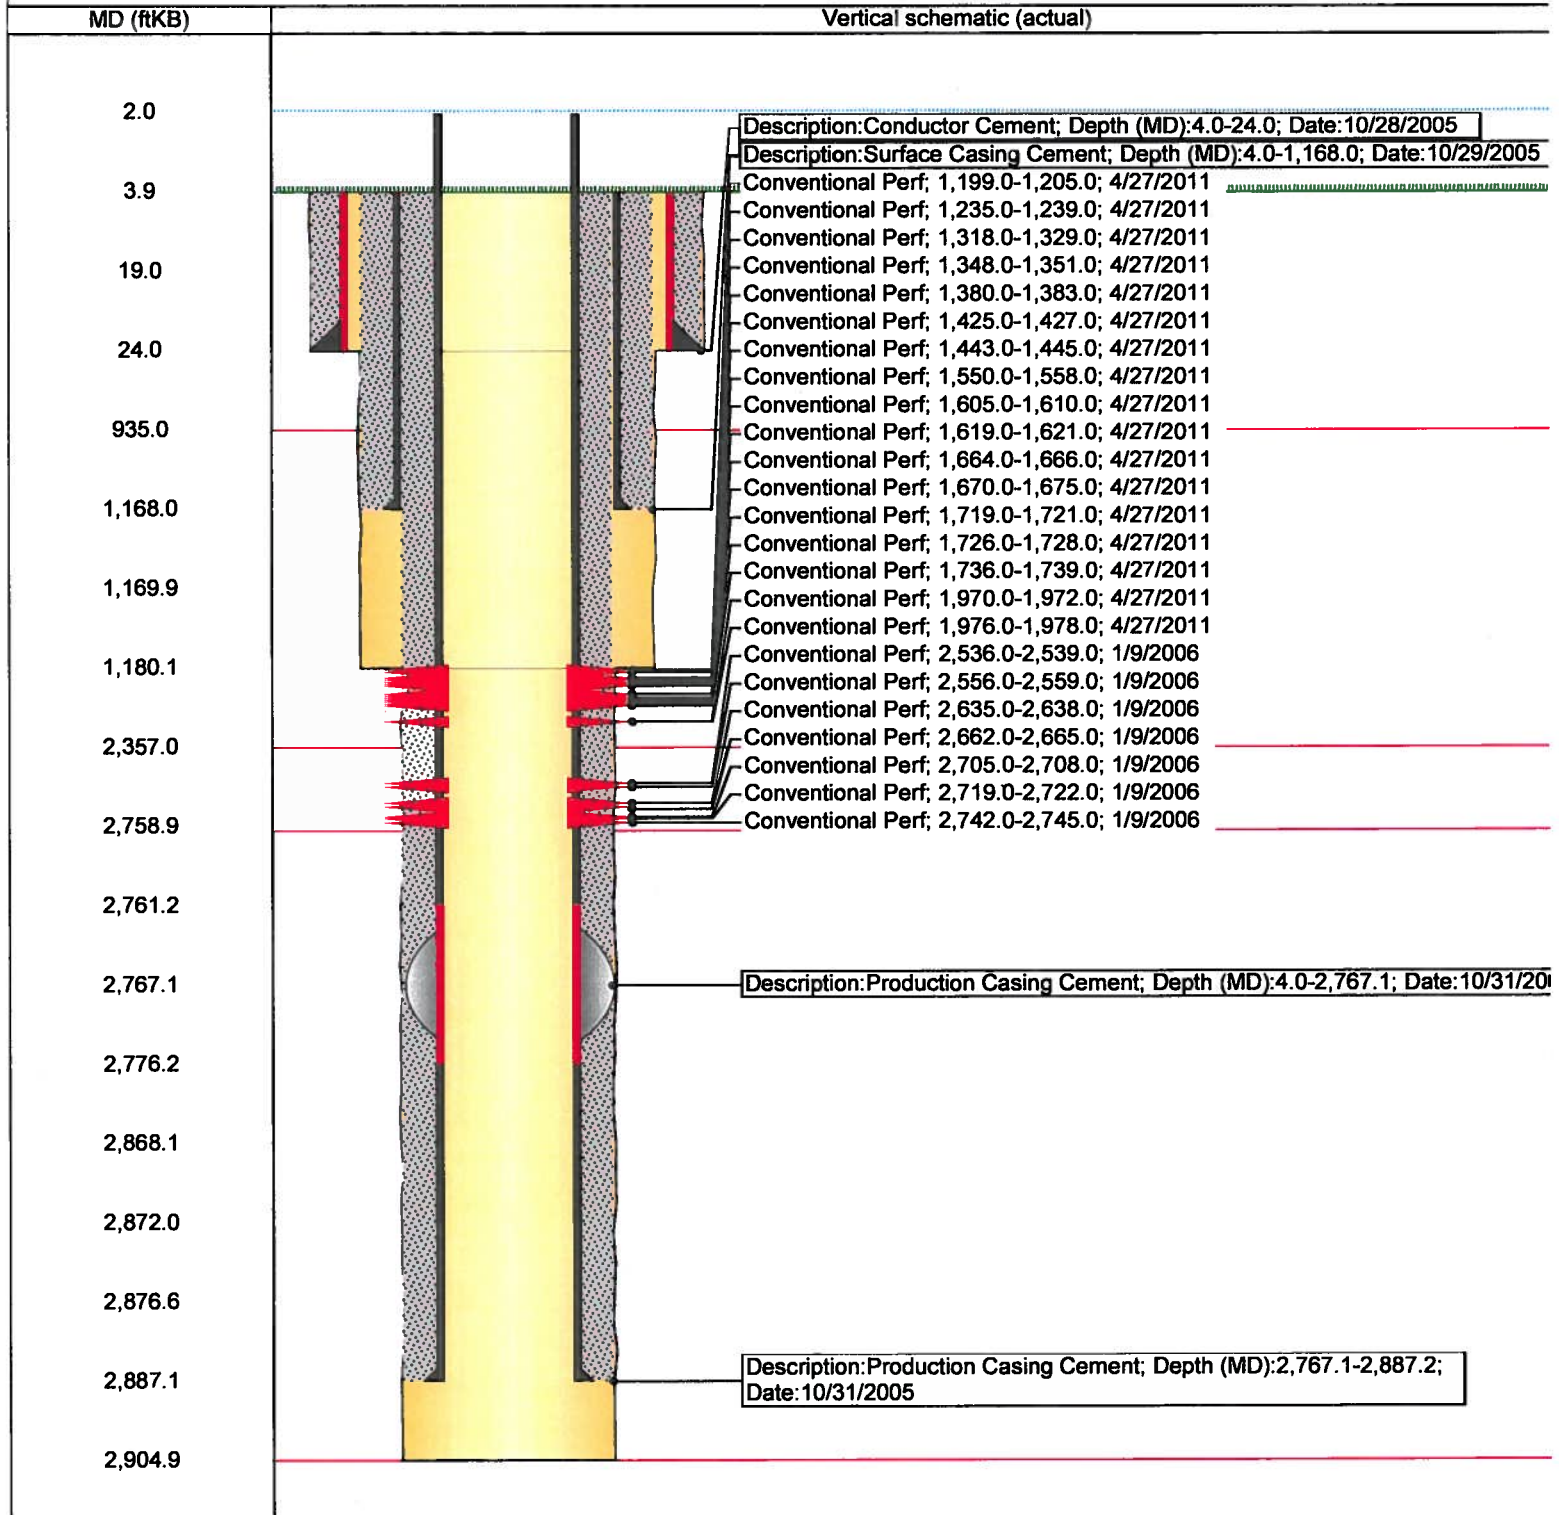 MD (ftKB)
Vertical schematic (actual)
2.0
Description:Conductor Cement; Depth (MD):4.0-24.0; Date:10/28/2005
Description:Surface Casing Cement; Depth (MD):4.0-1,168.0; Date:10/29/2005
Conventional Perf; 1,199.0-1,205.0; 4/27/2011
3.9
Conventional Perf; 1,235.0-1,239.0; 4/27/2011
Conventional Perf; 1,318.0-1,329.0; 4/27/2011
19.0
Conventional Perf; 1,348.0-1,351.0; 4/27/2011
Conventional Perf; 1,380.0-1,383.0; 4/27/2011
Conventional Perf; 1,425.0-1,427.0; 4/27/2011
24.0
Conventional Perf; 1,443.0-1,445.0; 4/27/2011
Conventional Perf; 1,550.0-1,558.0; 4/27/2011
Conventional Perf; 1,605.0-1,610.0; 4/27/2011
935.0
Conventional Perf; 1,619.0-1,621.0; 4/27/2011
Conventional Perf; 1,664.0-1,666.0; 4/27/2011
Conventional Perf; 1,670.0-1,675.0; 4/27/2011
1,168.0
Conventional Perf; 1,719.0-1,721.0; 4/27/2011
Conventional Perf; 1,726.0-1,728.0; 4/27/2011
Conventional Perf; 1,736.0-1,739.0; 4/27/2011
1,169.9
Conventional Perf; 1,970.0-1,972.0; 4/27/2011
Conventional Perf; 1,976.0-1,978.0; 4/27/2011
Conventional Perf; 2,536.0-2,539.0; 1/9/2006
1,180.1
Conventional Perf; 2,556.0-2,559.0; 1/9/2006
Conventional Perf; 2,635.0-2,638.0; 1/9/2006
Conventional Perf; 2,662.0-2,665.0; 1/9/2006
2,357.0
Conventional Perf; 2,705.0-2,708.0; 1/9/2006
Conventional Perf; 2,719.0-2,722.0; 1/9/2006
Conventional Perf; 2,742.0-2,745.0; 1/9/2006
2,758.9
2,761.2
2,767.1
Description:Production Casing Cement; Depth (MD):4.0-2,767.1; Date:10/31/20
2,776.2
2,868.1
2,872.0
2,876.6
2,887.1
Description:Production Casing Cement; Depth (MD):2,767.1-2,887.2;
Date:10/31/2005
2,904.9